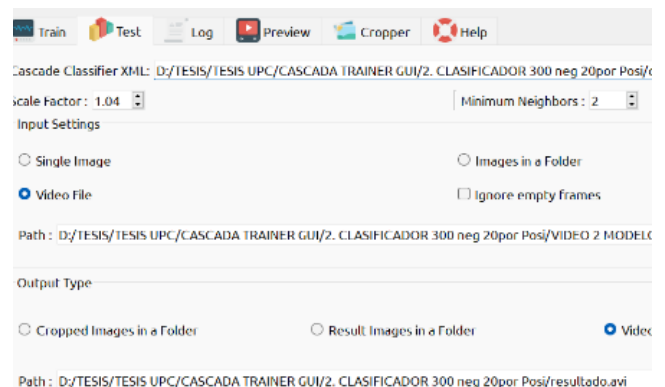 Train Test Log Preview Cropper Help
Cascade Classifier XML: D:/TESIS/TESIS UPC/CASCADA TRAINER GUI/2. CLASIFICADOR 300 neg 20por Posi/
Scale Factor : 1.04 Minimum Neighbors : 2
Input Settings
Single Image Images in a Folder
Video File Ignore empty frames
Path : D:/TESIS/TESIS UPC/CASCADA TRAINER GUI/2. CLASIFICADOR 300 neg 20por Posi/VIDEO 2 MODELO
Output Type
Cropped Images in a Folder Result Images in a Folder Video
Path : D:/TESIS/TESIS UPC/CASCADA TRAINER GUI/2. CLASIFICADOR 300 neg 20por Posi/resultado.avi